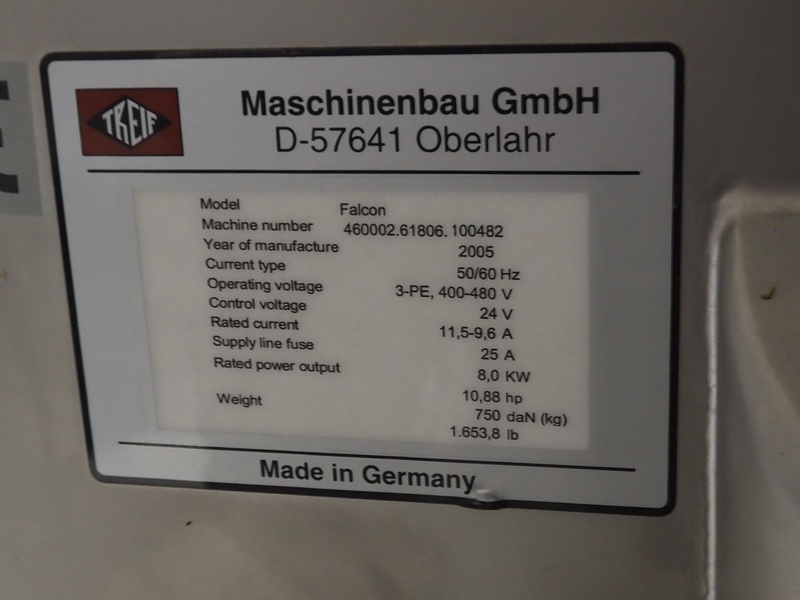 TREIF
Maschinenbau GmbH
D-57641 Oberlahr
Model Falcon
Machine number 460002.61806.100482
Year of manufacture 2005
Current type 50/60 Hz
Operating voltage 3-PE, 400-480 V
Control voltage 24 V
Rated current 11,5-9,6 A
Supply line fuse 25 A
Rated power output 8,0 KW
10,88 hp
Weight 750 daN (kg)
1.653,8 lb
Made in Germany